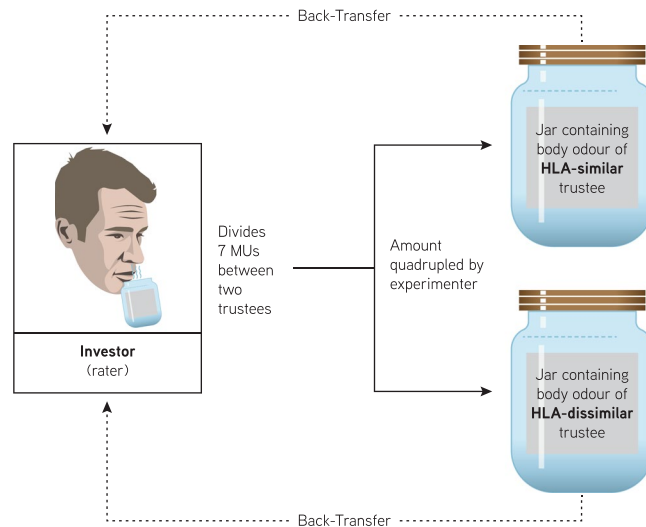 Back-Transfer
Jar containing
body odour of
HLA-similar
trustee
Divides
7 MUs
between
two
trustees
Amount
quadrupled by
experimenter
Investor
(rater)
Jar containing
body odour of
HLA-dissimilar
trustee
Back-Transfer